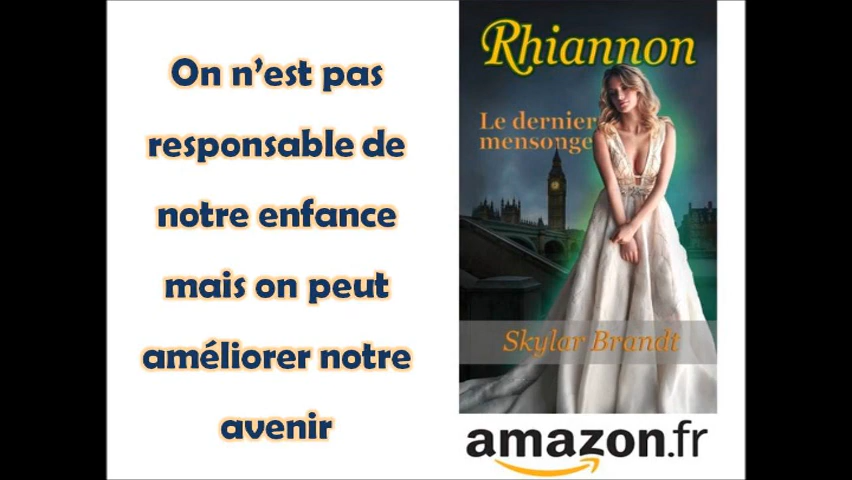 On n’est pas
responsable de
notre enfance
mais on peut
améliorer notre
avenir
Rhiannon
Le dernier
mensonge
Skylar Brandt
amazon.fr